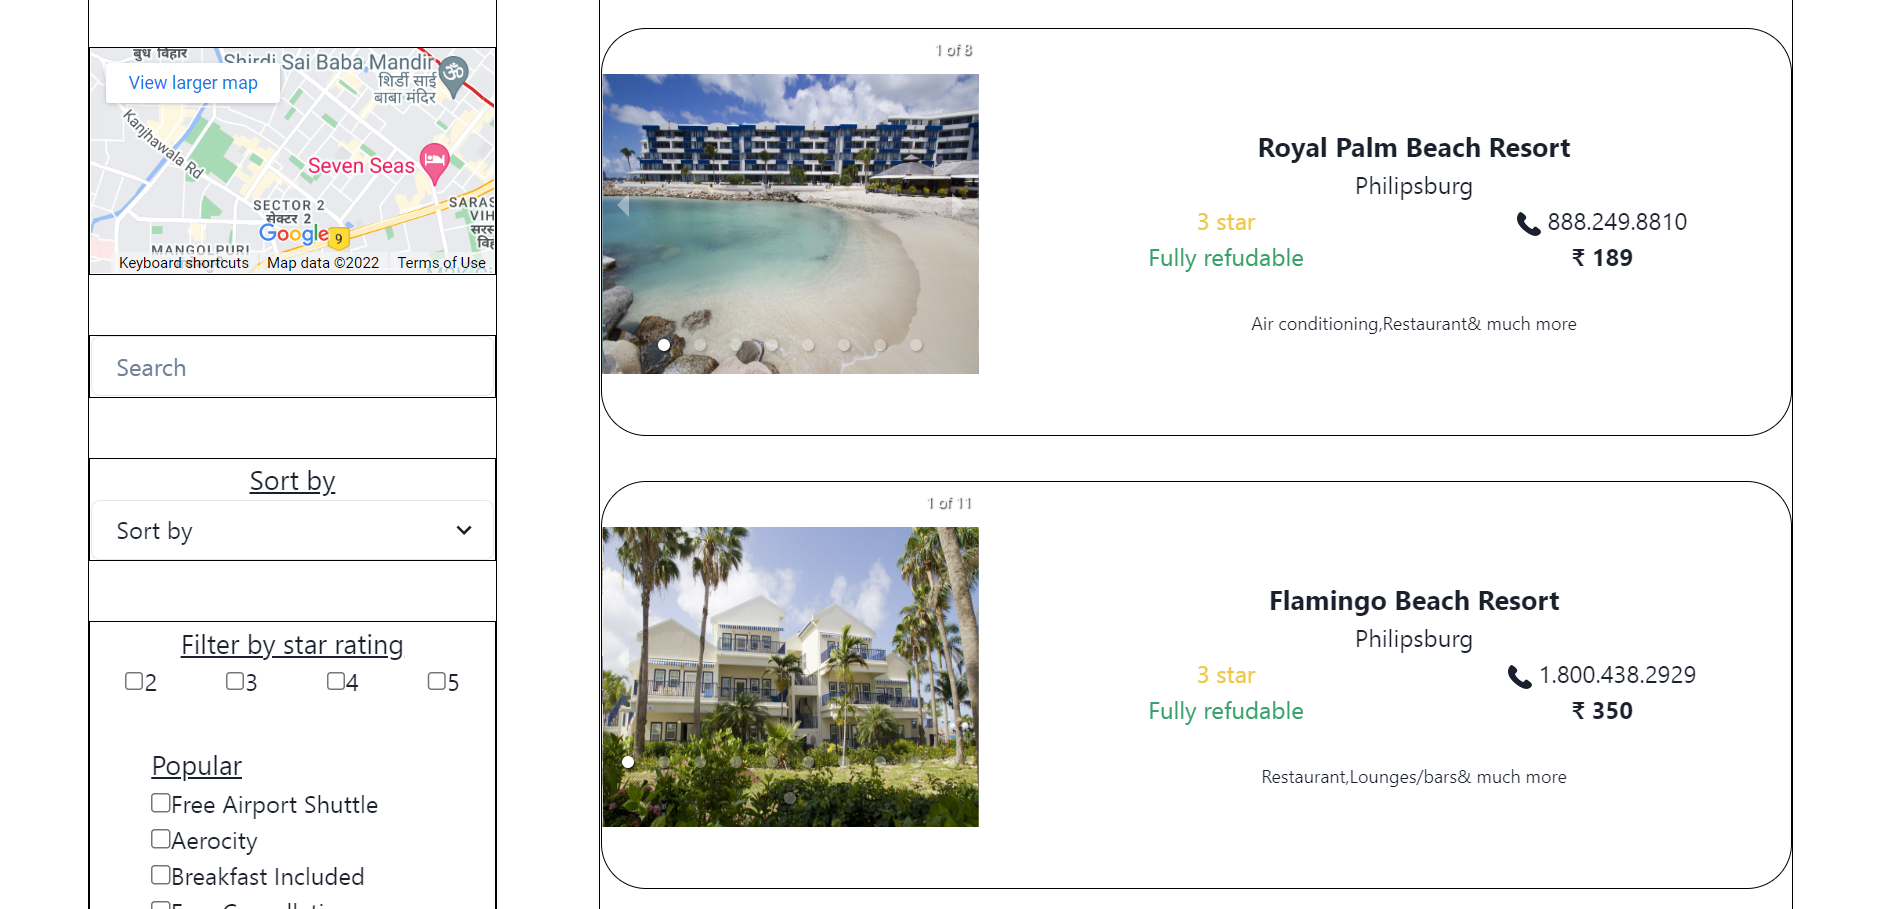 बुध विहार
Shirdi Sai Baba Mandir
शिर्डी साई
बाबा मंदिर
View larger map
Kanjhawala Rd
Seven Seas
SECTOR 2
सेक्टर 2
Google
9
MANGOLPURI
Keyboard shortcuts
Map data ©2022
Terms of Use
Search
Sort by
Sort by
Filter by star rating
2
3
4
5
Popular
Free Airport Shuttle
Aerocity
Breakfast Included
1 of 8
Royal Palm Beach Resort
Philipsburg
3 star
888.249.8810
Fully refudable
₹ 189
Air conditioning,Restaurant& much more
1 of 11
Flamingo Beach Resort
Philipsburg
3 star
1.800.438.2929
Fully refudable
₹ 350
Restaurant,Lounges/bars& much more